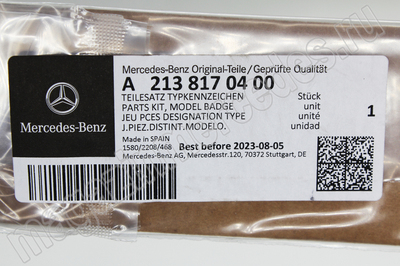 Mercedes-Benz Original-Teile/Geprüfte Qualität
A 213 817 04 00
TEILESATZ TYPKENNZEICHEN Stück
PARTS KIT, MODEL BADGE unit
JEU PCES DESIGNATION TYPE unité
J.PIEZ.DISTINT.MODELO. unidad
1
Mercedes-Benz
Made in SPAIN
1580/2208/468 Best before 2023-08-05
Mercedes-Benz AG, Mercedesstr.120, 70372 Stuttgart, DE